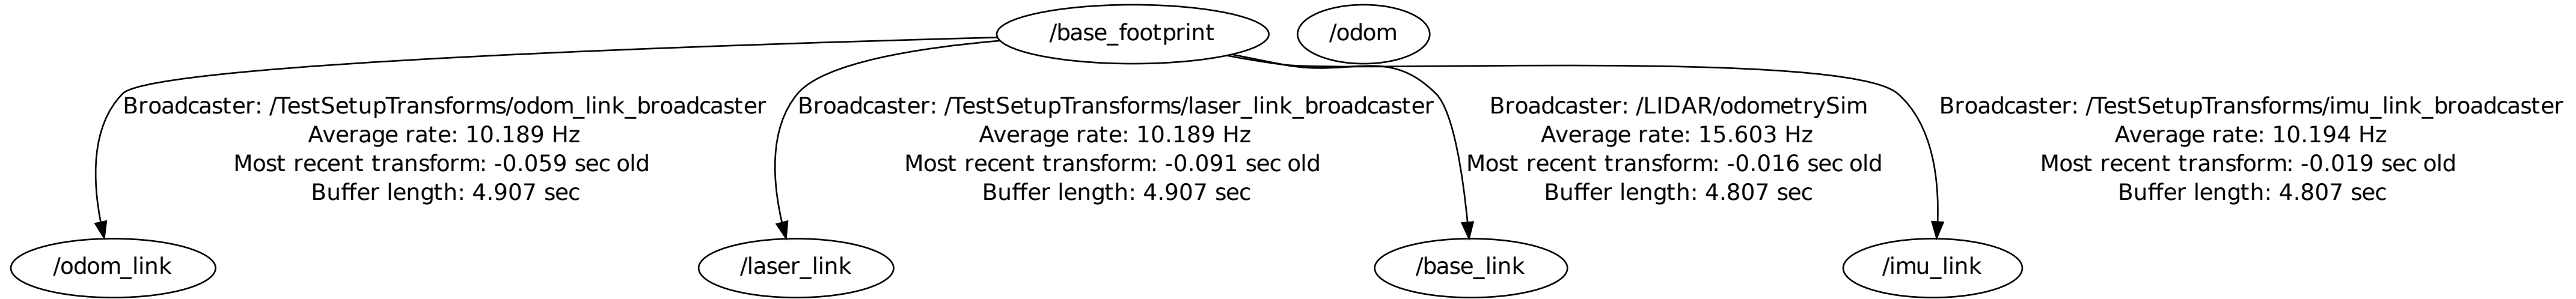 /base_footprint
/odom
Broadcaster: /TestSetupTransforms/odom_link_broadcaster
Average rate: 10.189 Hz
Most recent transform: -0.059 sec old
Buffer length: 4.907 sec
Broadcaster: /TestSetupTransforms/laser_link_broadcaster
Average rate: 10.189 Hz
Most recent transform: -0.091 sec old
Buffer length: 4.907 sec
Broadcaster: /LIDAR/odometrySim
Average rate: 15.603 Hz
Most recent transform: -0.016 sec old
Buffer length: 4.807 sec
Broadcaster: /TestSetupTransforms/imu_link_broadcaster
Average rate: 10.194 Hz
Most recent transform: -0.019 sec old
Buffer length: 4.807 sec
/odom_link
/laser_link
/base_link
/imu_link